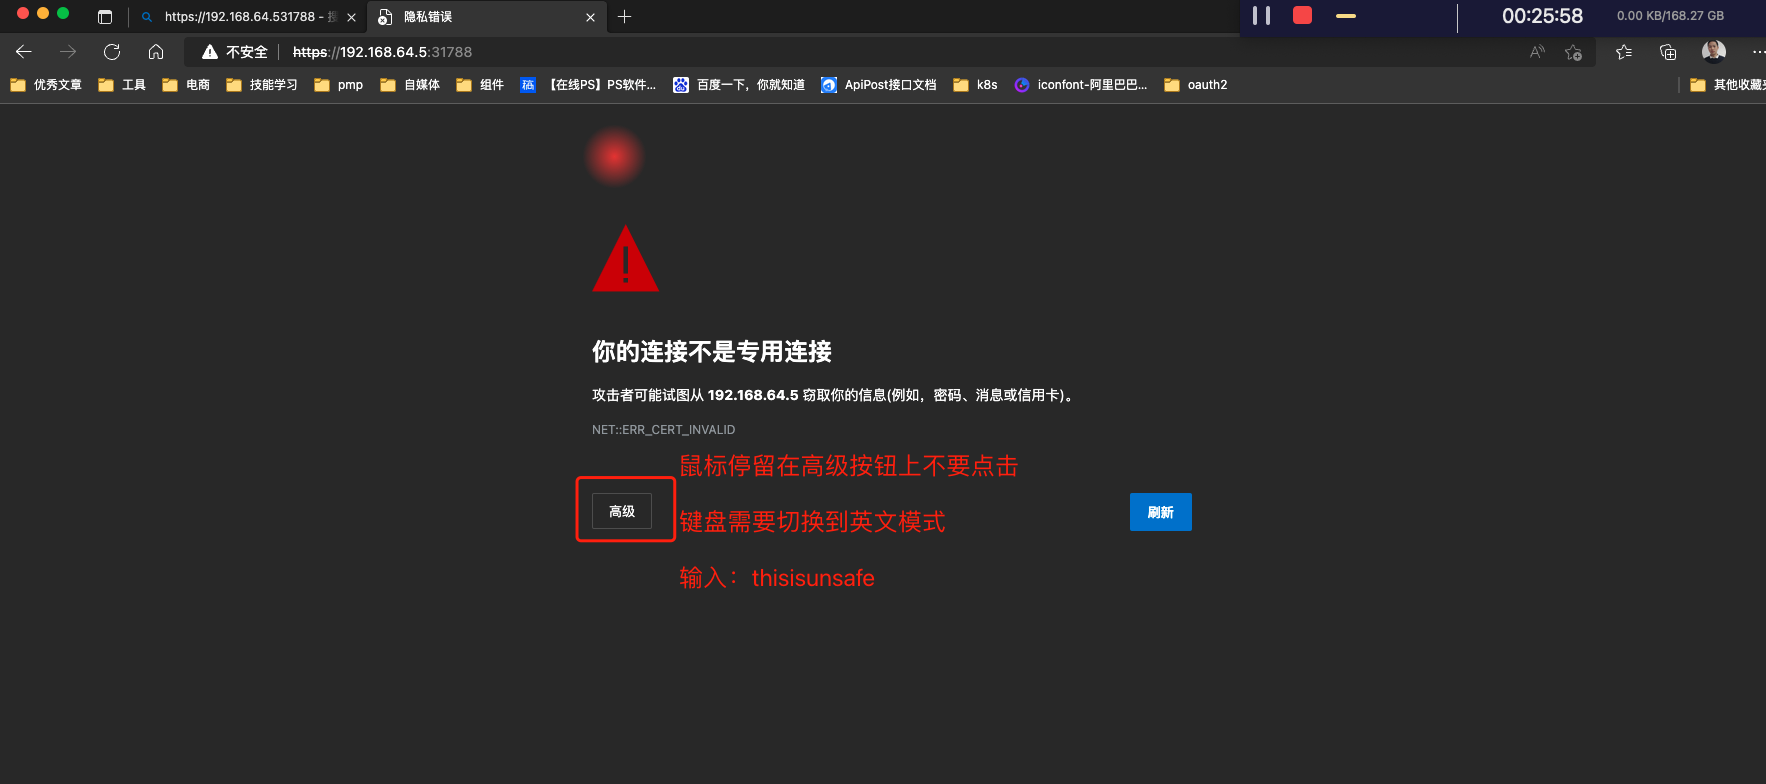 https://192.168.64.531788 - 搜
隐私错误
00:25:58
0.00 KB/168.27 GB
不安全
https://192.168.64.5:31788
优秀文章
工具
电商
技能学习
pmp
自媒体
组件
稿
【在线PS】PS软件...
百度一下，你就知道
ApiPost接口文档
k8s
iconfont-阿里巴巴...
oauth2
其他收藏夹
你的连接不是专用连接
攻击者可能试图从 192.168.64.5 窃取你的信息(例如，密码、消息或信用卡)。
NET::ERR_CERT_INVALID
鼠标停留在高级按钮上不要点击
高级
键盘需要切换到英文模式
刷新
输入：thisisunsafe